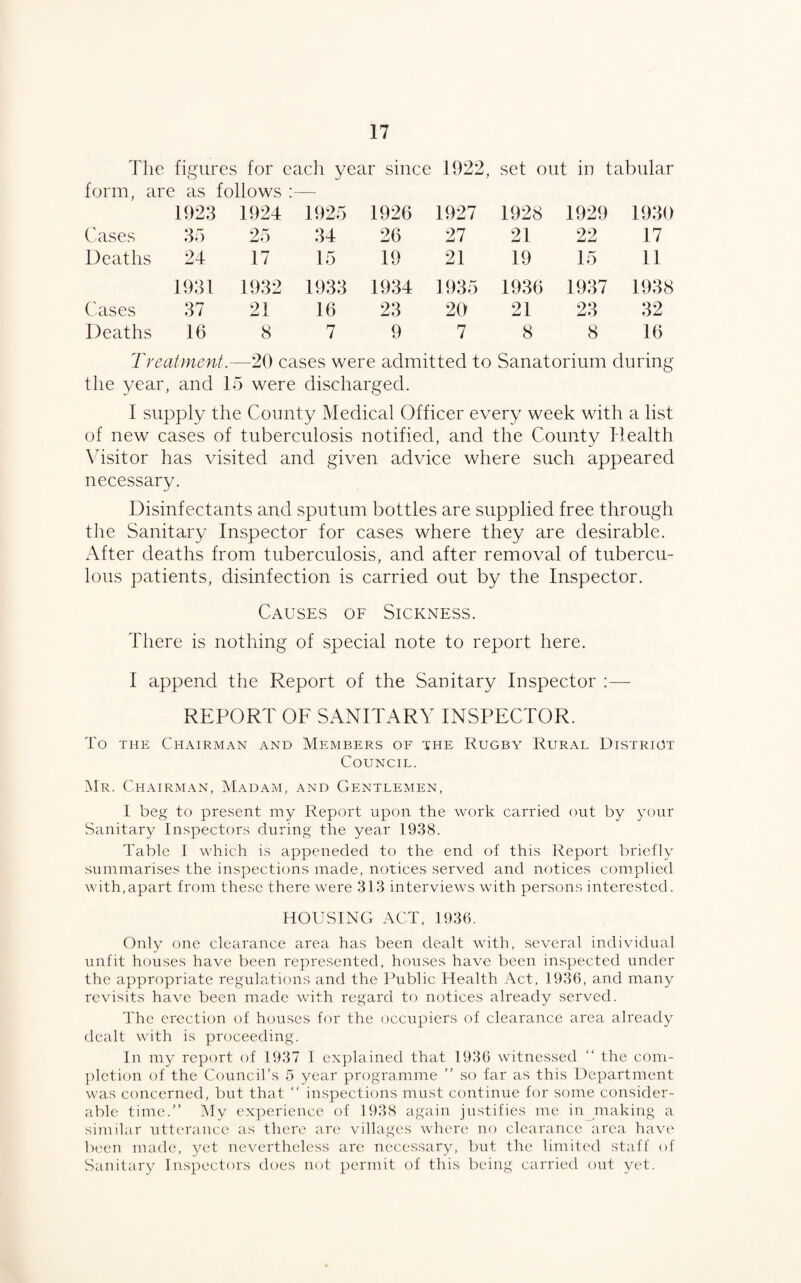 17
The figures for each year since 1922, set out in tabular
form, are as follows :—
1923 1924 1925 1926 1927 1928 1929 1930
Cases 35 25 34 26 27 21 22 17
Deaths 24 17 15 19 21 19 15 11
1931 1932 1933 1934 1935 1936 1937 1938
Cases 37 21 16 23 20 21 23 32
Deaths 16 8 7 9 7 8 8 16
Treatment.—20 cases were admitted to Sanatorium during
the year, and 15 were discharged.
I supply the County Medical Officer every week with a list
of new cases of tuberculosis notified, and the County Health
Visitor has visited and given advice where such appeared
necessary.
Disinfectants and sputum bottles are supplied free through
the Sanitary Inspector for cases where they are desirable.
After deaths from tuberculosis, and after removal of tubercu-
lous patients, disinfection is carried out by the Inspector.
Causes of Sickness.
There is nothing of special note to report here.
I append the Report of the Sanitary Inspector :—
REPORT OF SANITARY INSPECTOR.
To the Chairman and Members of the Rugby Rural District
Council.
Mr. Chairman, Madam, and Gentlemen,
I beg to present my Report upon the work carried out by your
Sanitary Inspectors during the year 1938.
Table I which is appeneded to the end of this Report briefly
summarises the inspections made, notices served and notices complied
with,apart from these there were 313 interviews with persons interested.
HOUSING ACT, 1936.
Only one clearance area has been dealt with, several individual
unfit houses have been represented, houses have been inspected under
the appropriate regulations and the Public Health Act, 1936, and many
revisits have been made with regard to notices already served.
The erection of houses for the occupiers of clearance area already
dealt with is proceeding.
In my report of 1937 I explained that 1936 witnessed “ the com-
pletion of the Council's 5 year programme ” so far as this Department
was concerned, but that “ inspections must continue for some consider-
able time.” My experience of 1938 again justifies me in making a
similar utterance as there are villages where no clearance area have
been made, yet nevertheless are necessary, but the limited staff of
Sanitary Inspectors does not permit of this being carried out yet.